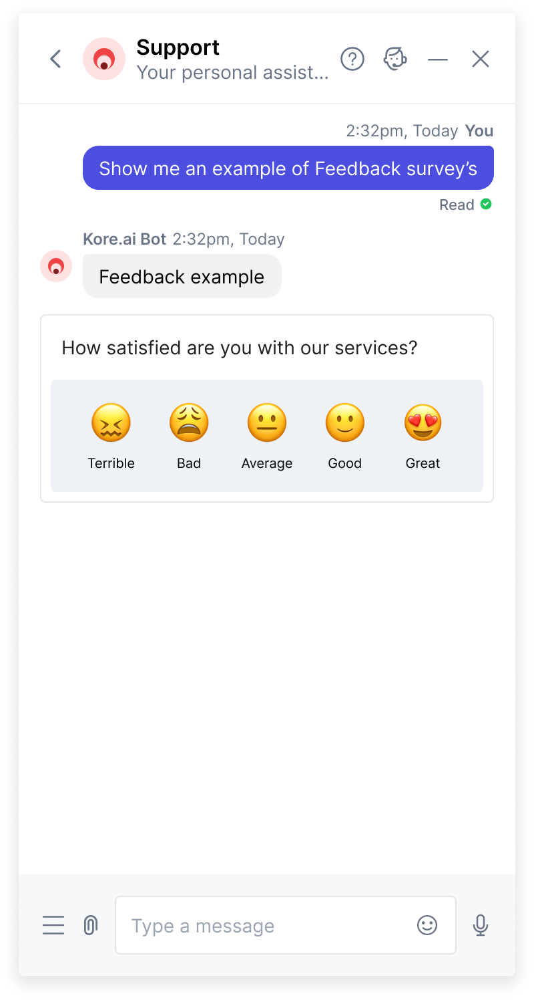 Support
Your personal assist...
2:32pm, Today You
Show me an example of Feedback survey’s
Read
Kore.ai Bot 2:32pm, Today
Feedback example
How satisfied are you with our services?
Terrible Bad Average Good Great
Type a message